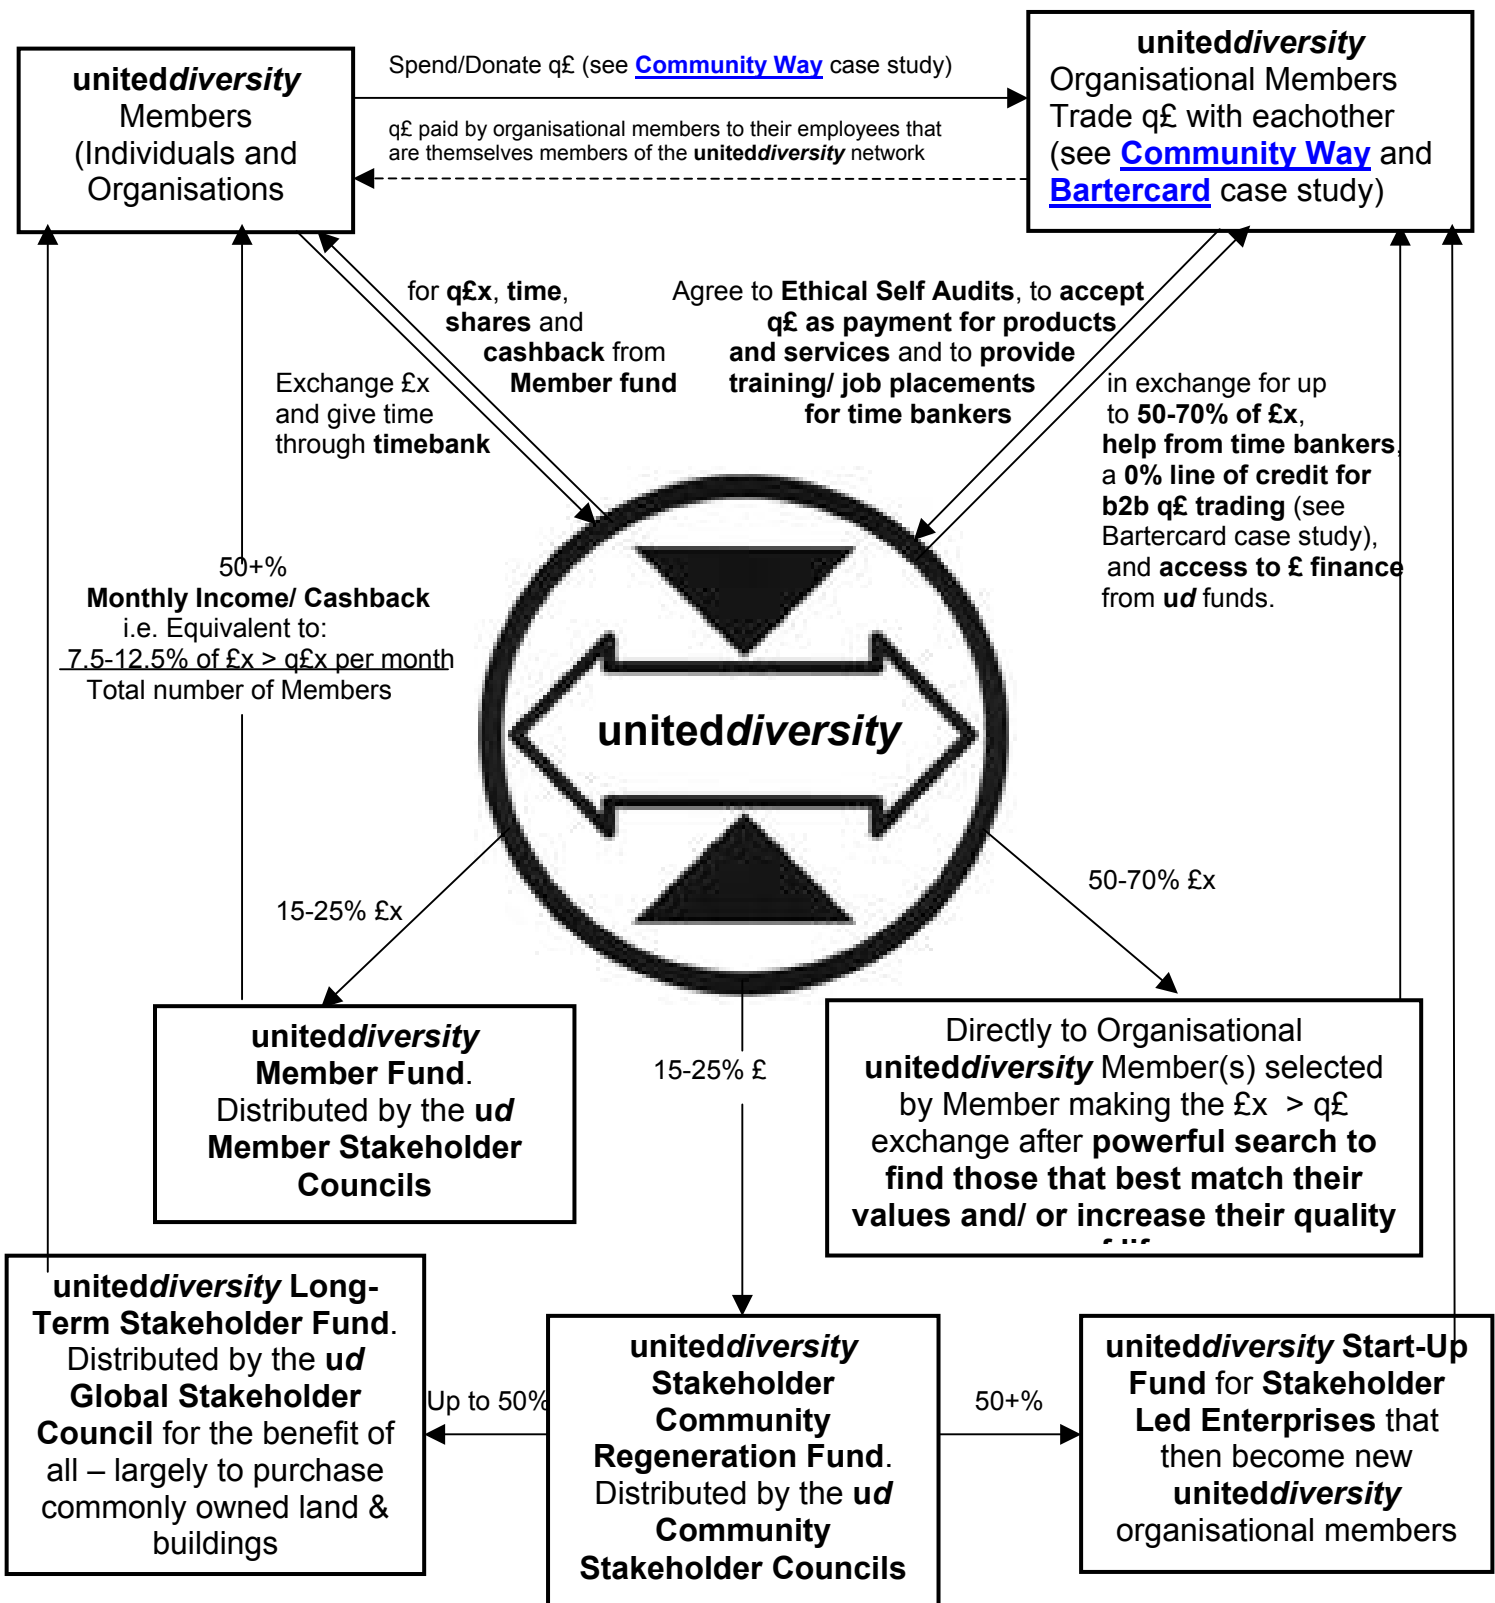 uniteddiversity
Members
(Individuals and
Organisations
Spend/Donate q£ (see Community Way case study)
q£ paid by organisational members to their employees that
are themselves members of the uniteddiversity network
uniteddiversity
Organisational Members
Trade q£ with eachother
(see Community Way and
Bartercard case study)
for q£x, time,
shares and
cashback from
Member fund
Exchange £x
and give time
through timebank
Agree to Ethical Self Audits, to accept
q£ as payment for products
and services and to provide
training/ job placements
for time bankers
in exchange for up
to 50-70% of £x,
help from time bankers,
a 0% line of credit for
b2b q£ trading (see
Bartercard case study),
and access to £ finance
from ud funds.
50+%
Monthly Income/ Cashback
i.e. Equivalent to:
7.5-12.5% of £x > q£x per month
Total number of Members
uniteddiversity
15-25% £x
15-25% £
50-70% £x
uniteddiversity
Member Fund.
Distributed by the ud
Member Stakeholder
Councils
Directly to Organisational
uniteddiversity Member(s) selected
by Member making the £x > q£
exchange after powerful search to
find those that best match their
values and/ or increase their quality
uniteddiversity Long-
Term Stakeholder Fund.
Distributed by the ud
Global Stakeholder
Council for the benefit of
all – largely to purchase
commonly owned land &
buildings
Up to 50%
uniteddiversity
Stakeholder
Community
Regeneration Fund.
Distributed by the ud
Community
Stakeholder Councils
50+%
uniteddiversity Start-Up
Fund for Stakeholder
Led Enterprises that
then become new
uniteddiversity
organisational members